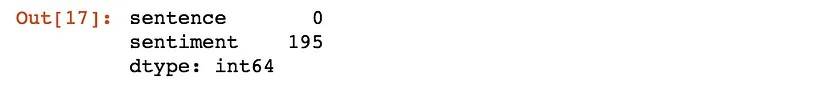 Out[17]: sentence 0
sentiment 195
dtype: int64